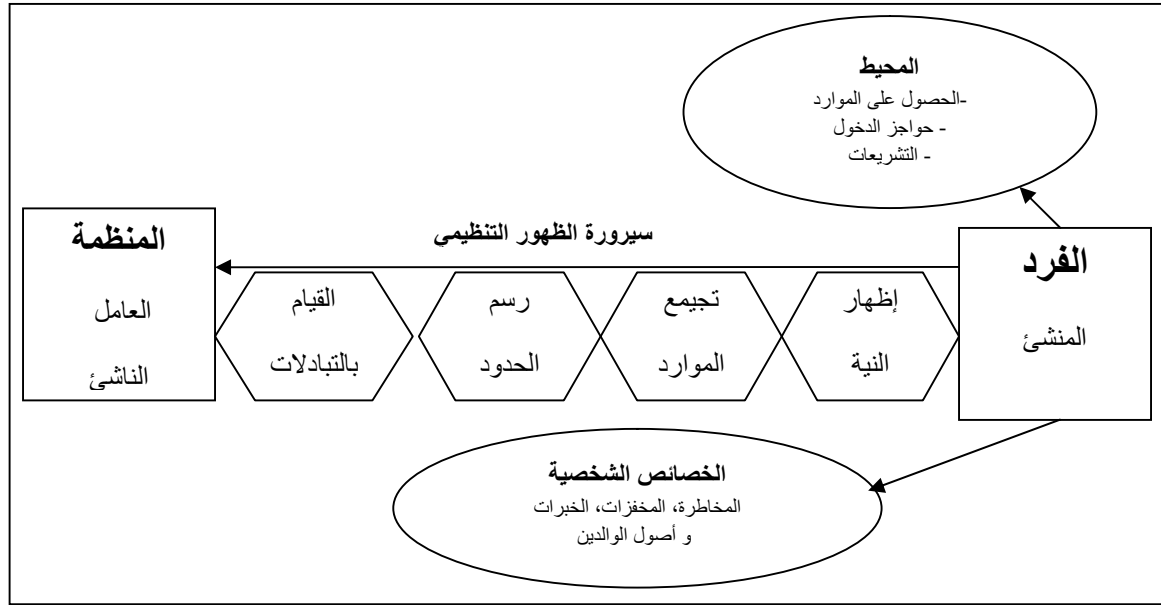 المحيط
-الحصول على الموارد
- حواجز الدخول
- التشريعات
سيرورة الظهور التنظيمي
الفرد
المنشئ
إظهار
النية
تجيمع
الموارد
رسم
الحدود
القيام
بالتبادلات
المنظمة
العامل
الناشئ
الخصائص الشخصية
المخاطرة، المخفزات، الخبرات
و أصول الوالدين